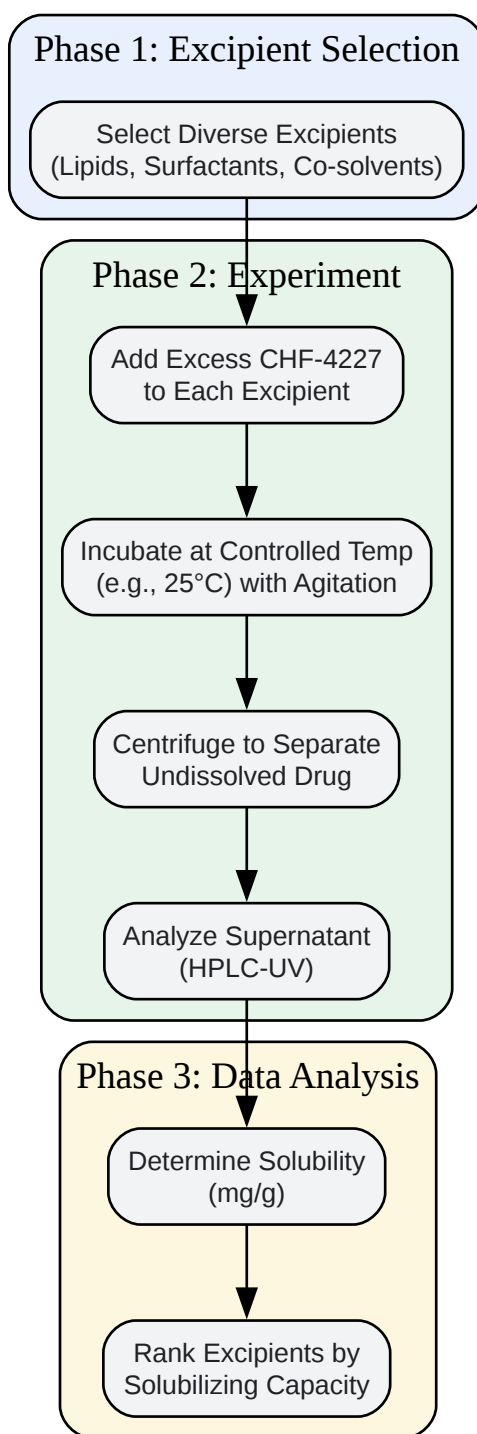 Phase 1: Excipient Selection
Select Diverse Excipients
(Lipids, Surfactants, Co-solvents)
Phase 2: Experiment
Add Excess CHF-4227
to Each Excipient
Incubate at Controlled Temp
(e.g., 25°C) with Agitation
Centrifuge to Separate
Undissolved Drug
Analyze Supernatant
(HPLC-UV)
Phase 3: Data Analysis
Determine Solubility
(mg/g)
Rank Excipients by
Solubilizing Capacity